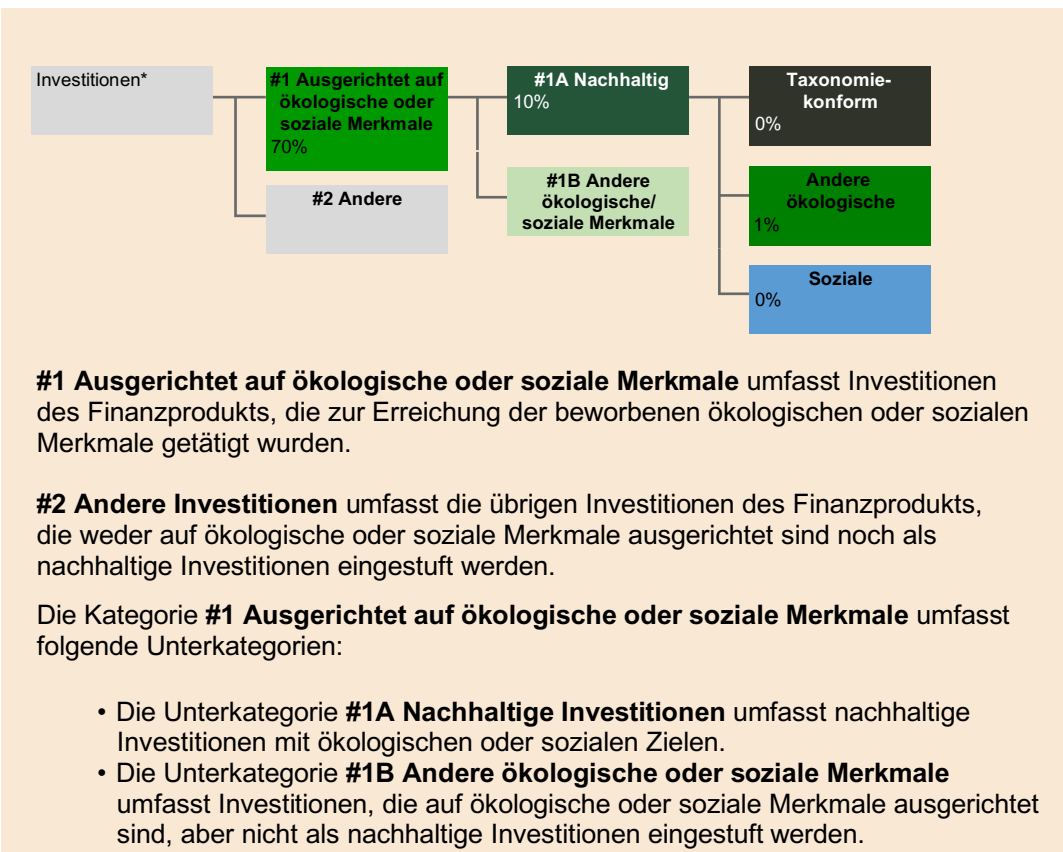 Investitionen*
#1 Ausgerichtet auf
ökologische oder
soziale Merkmale
70%
#2 Andere
#1A Nachhaltig
10%
#1B Andere
ökologische/
soziale Merkmale
Taxonomie-
konform
0%
Andere
ökologische
1%
Soziale
0%
#1 Ausgerichtet auf ökologische oder soziale Merkmale umfasst Investitionen
des Finanzprodukts, die zur Erreichung der beworbenen ökologischen oder sozialen
Merkmale getätigt wurden.
#2 Andere Investitionen umfasst die übrigen Investitionen des Finanzprodukts,
die weder auf ökologische oder soziale Merkmale ausgerichtet sind noch als
nachhaltige Investitionen eingestuft werden.
Die Kategorie #1 Ausgerichtet auf ökologische oder soziale Merkmale umfasst
folgende Unterkategorien:
• Die Unterkategorie #1A Nachhaltige Investitionen umfasst nachhaltige
Investitionen mit ökologischen oder sozialen Zielen.
• Die Unterkategorie #1B Andere ökologische oder soziale Merkmale
umfasst Investitionen, die auf ökologische oder soziale Merkmale ausgerichtet
sind, aber nicht als nachhaltige Investitionen eingestuft werden.